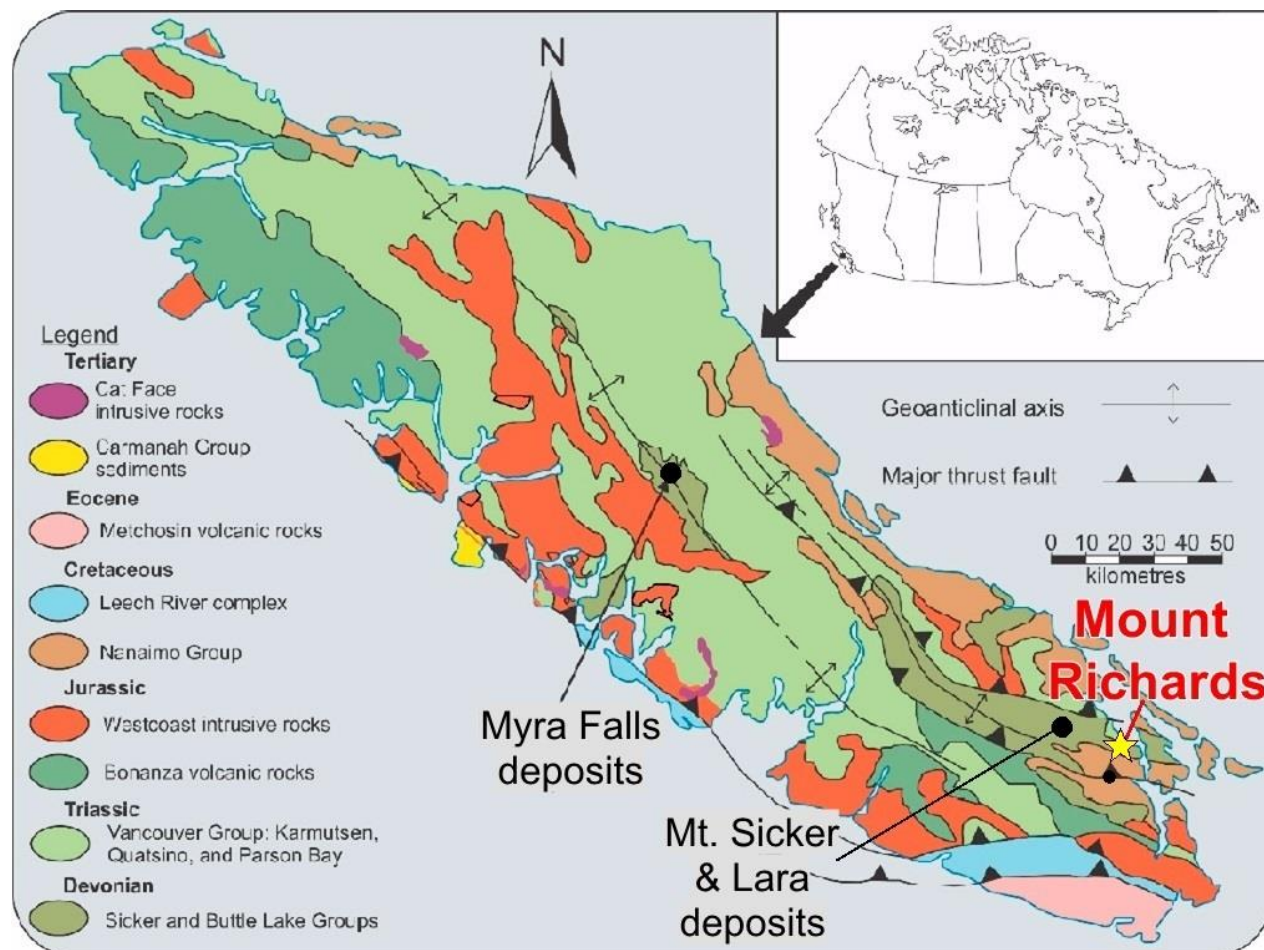 N
Legend
Tertiary
Cat Face
intrusive rocks
Carmanah Group
sediments
Eocene
Metchosin volcanic rocks
Cretaceous
Leech River complex
Nanaimo Group
Jurassic
Westcoast intrusive rocks
Bonanza volcanic rocks
Triassic
Vancouver Group: Karmutsen,
Quatsino, and Parson Bay
Devonian
Sicker and Buttle Lake Groups
Geoanticlinal axis
Major thrust fault
0 10 20 30 40 50
kilometres
Mount
Richards
Myra Falls
deposits
Mt. Sicker
& Lara
deposits